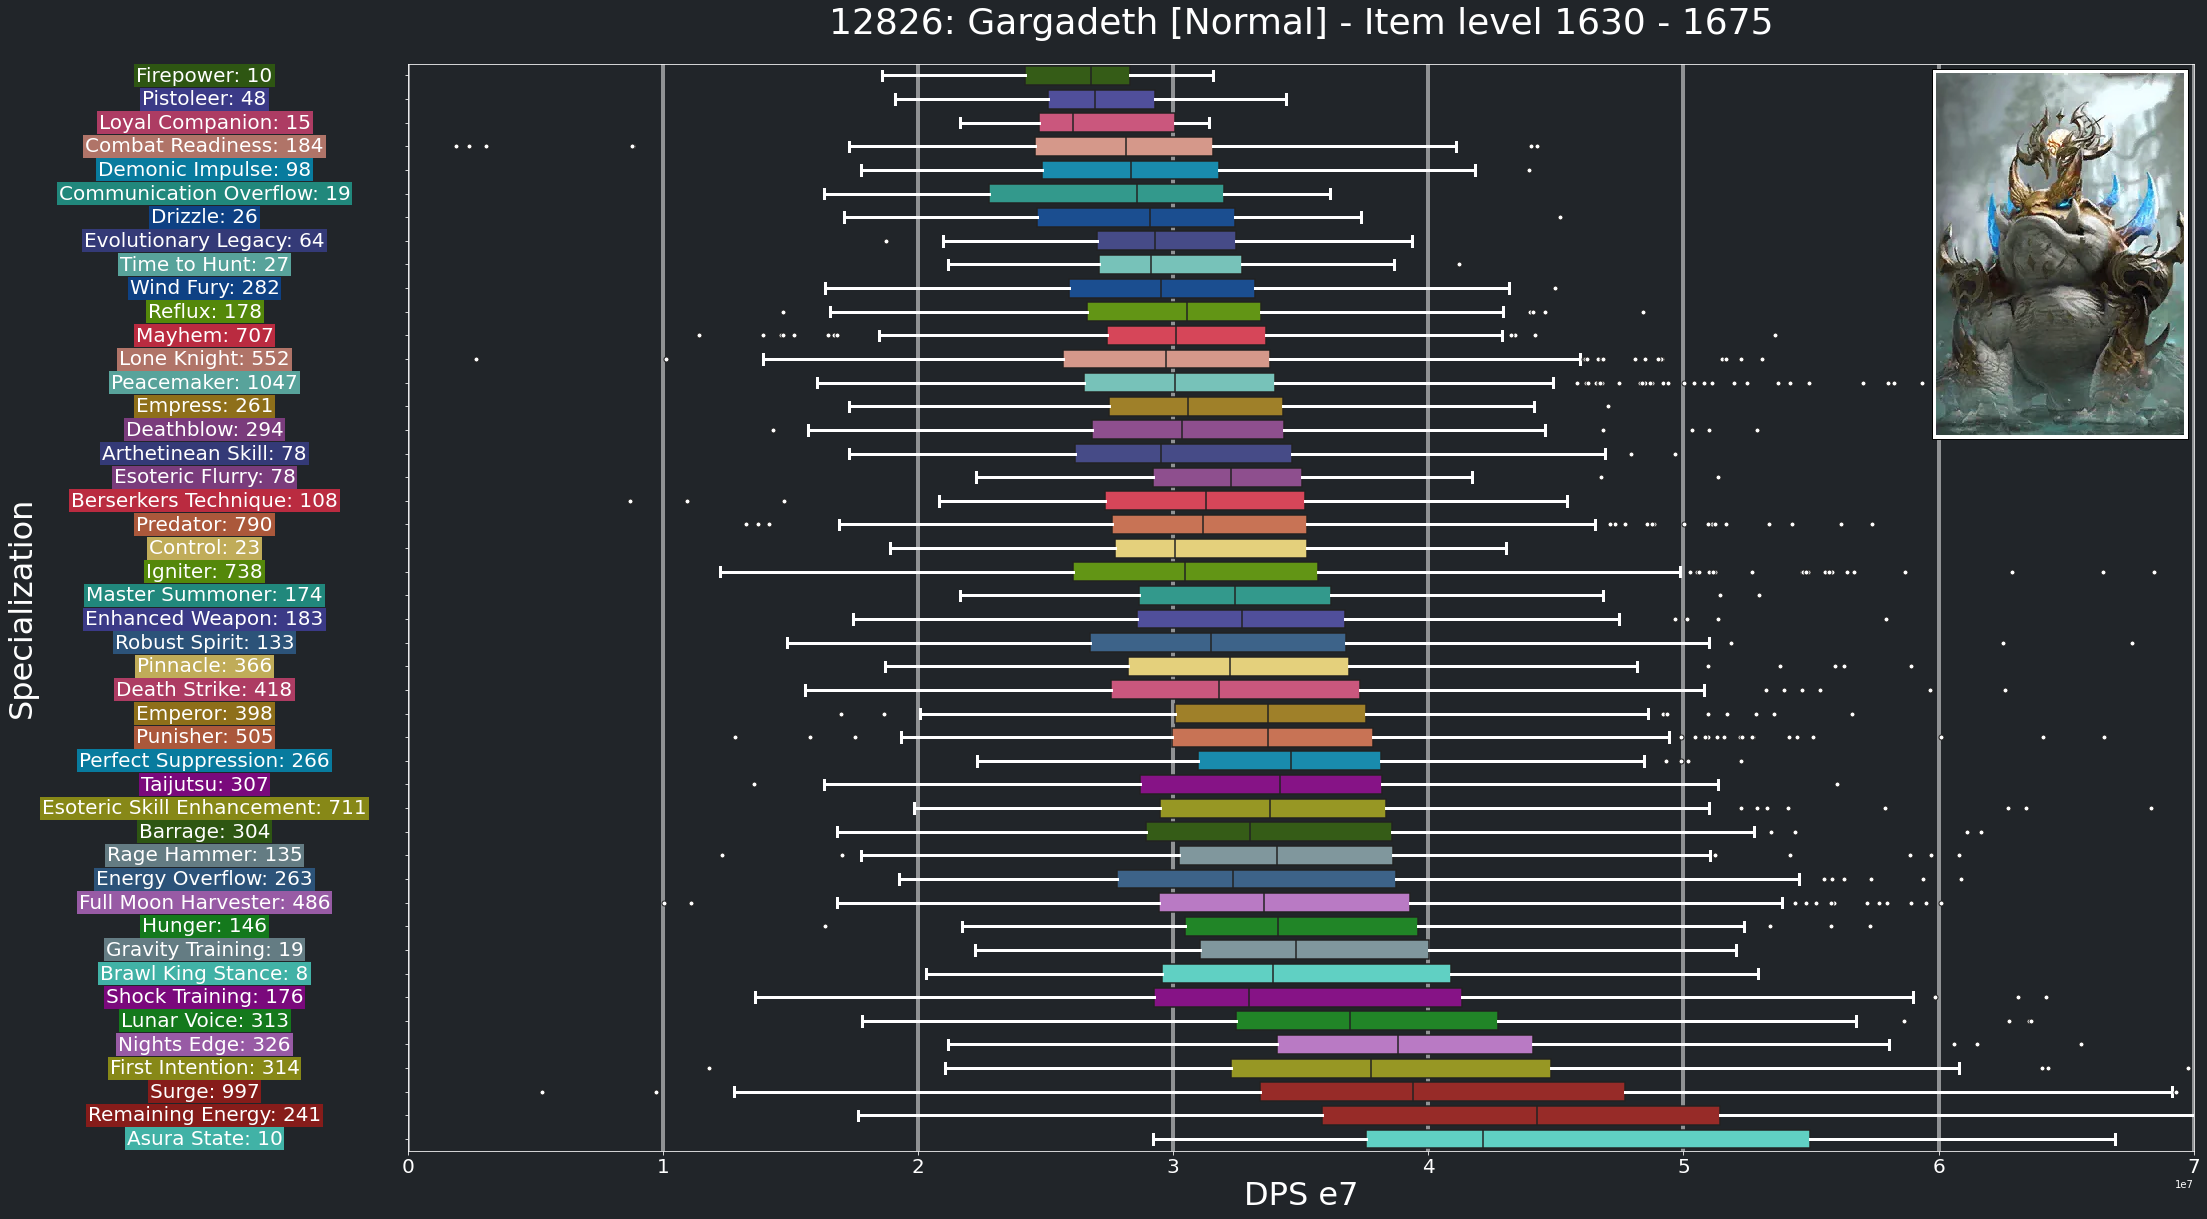 12826: Gargadeth [Normal] - Item level 1630 - 1675
Specialization
Firepower: 10
Pistoleer: 48
Loyal Companion: 15
Combat Readiness: 184
Demonic Impulse: 98
Communication Overflow: 19
Drizzle: 26
Evolutionary Legacy: 64
Time to Hunt: 27
Wind Fury: 282
Reflux: 178
Mayhem: 707
Lone Knight: 552
Peacemaker: 1047
Empress: 261
Deathblow: 294
Arthetinean Skill: 78
Esoteric Flurry: 78
Berserkers Technique: 108
Predator: 790
Control: 23
Igniter: 738
Master Summoner: 174
Enhanced Weapon: 183
Robust Spirit: 133
Pinnacle: 366
Death Strike: 418
Emperor: 398
Punisher: 505
Perfect Suppression: 266
Taijutsu: 307
Esoteric Skill Enhancement: 711
Barrage: 304
Rage Hammer: 135
Energy Overflow: 263
Full Moon Harvester: 486
Hunger: 146
Gravity Training: 19
Brawl King Stance: 8
Shock Training: 176
Lunar Voice: 313
Nights Edge: 326
First Intention: 314
Surge: 997
Remaining Energy: 241
Asura State: 10
0 1 2 3 4 5 6 7
DPS e7
1e7